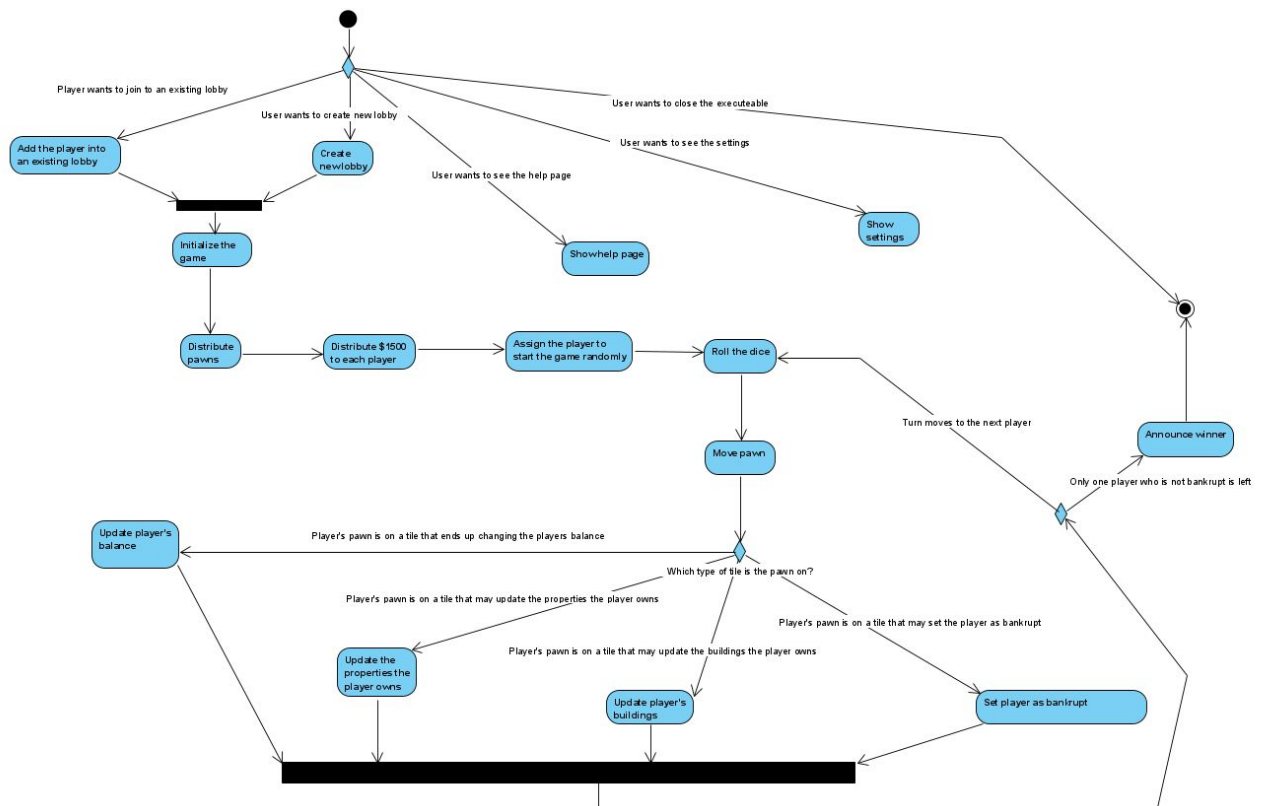 Player wants to join to an existing lobby
User wants to close the executeable
User wants to create new lobby
Add the player into
an existing lobby
Create
newlobby
User wants to see the settings
User wants to see the help page
Show
settings
Initialize the
game
Showhelp page
Distribute
pawns
Distribute $1500
to each player
Assign the player to
start the game randomly
Roll the dice
Turn moves to the next player
Announce winner
Move pawn
Only one player who is not bankrupt is left
Update player's
balance
Player's pawn is on a tile that ends up changing the players balance
Which type of tile is the pawn on?
Player's pawn is on a tile that may update the properties the player owns
Player's pawn is on a tile that may set the player as bankrupt
Player's pawn is on a tile that may update the buildings the player owns
Update the
properties the
player owns
Update player's
buildings
Set player as bankrupt